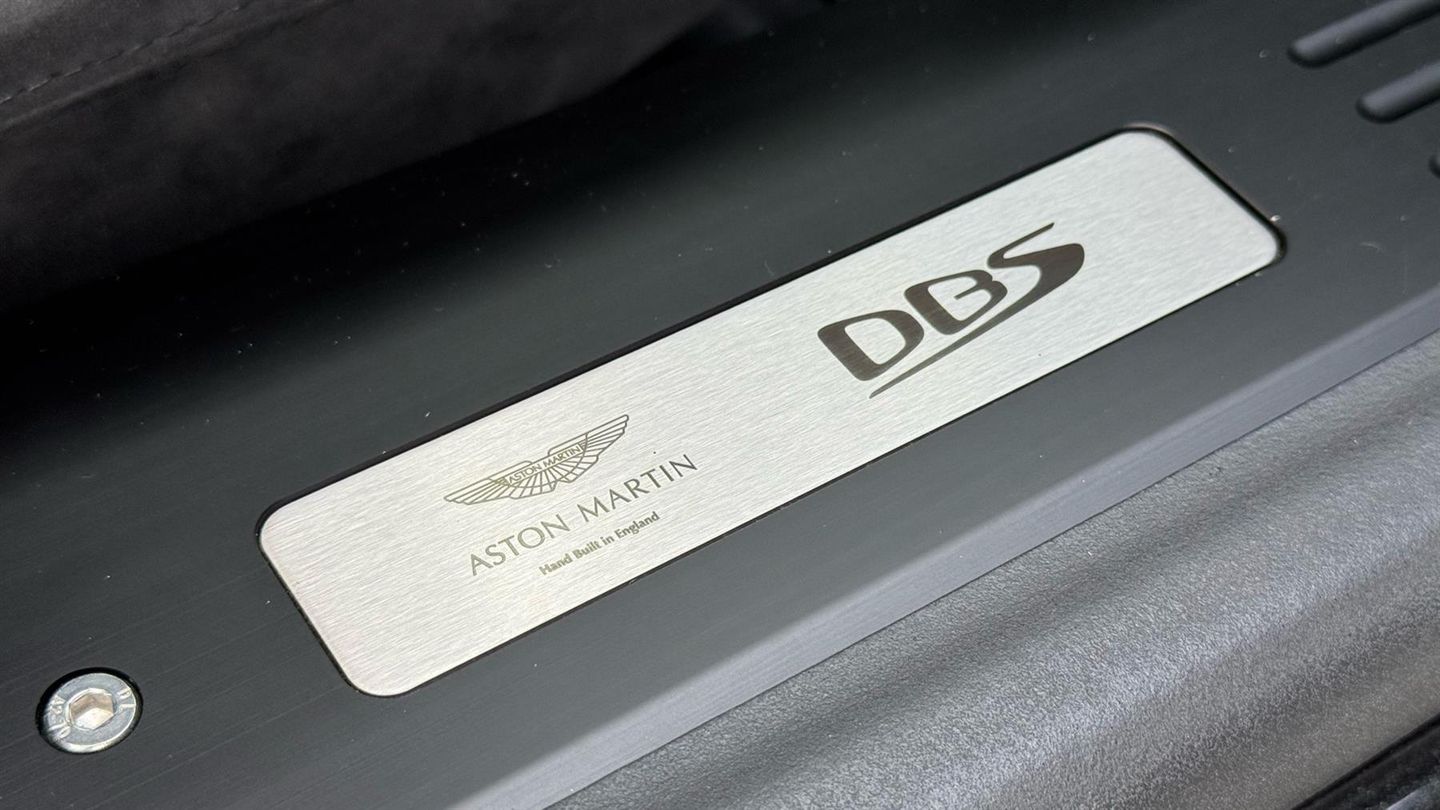 ASTON MARTIN
ASTON MARTIN
Hand Built in England
DBS